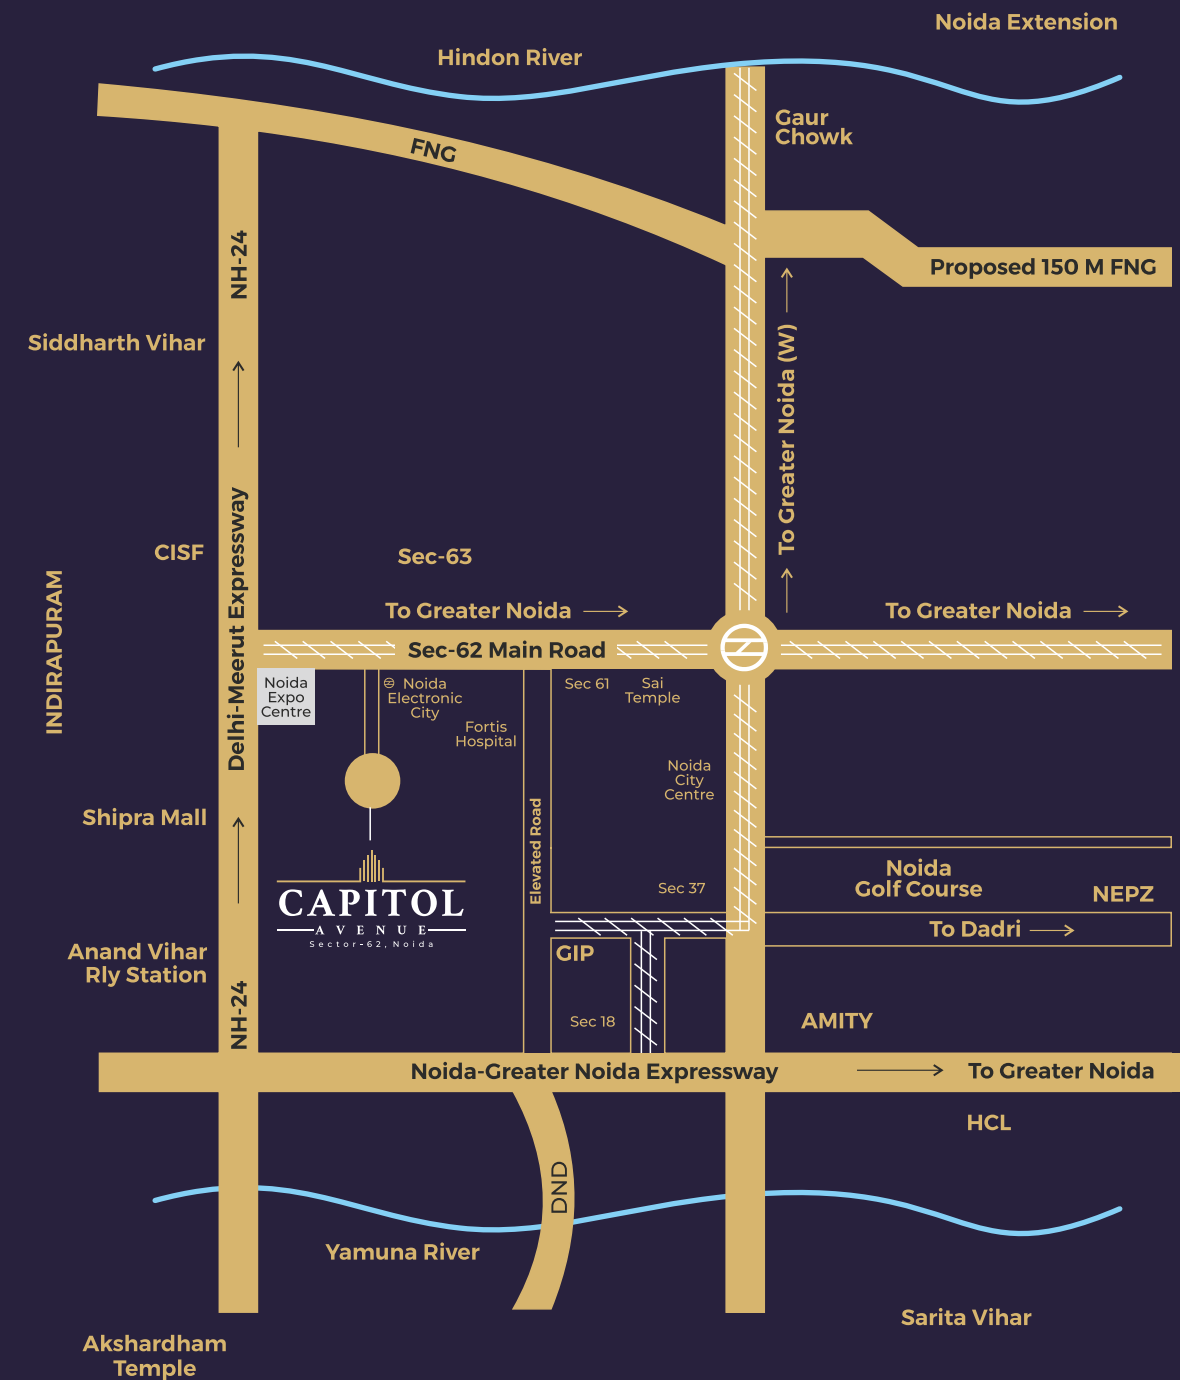 Noida Extension
Hindon River
Gaur
Chowk
FNG
NH-24
Proposed 150 M FNG
Siddharth Vihar
To Greater Noida (W)
CISF
Sec-63
INDIRAPURAM
Delhi-Meerut Expressway
To Greater Noida
To Greater Noida
Sec-62 Main Road
Noida
Expo
Centre
Noida
Electronic
City
Fortis
Hospital
Sec 61
Sai
Temple
Noida
City
Centre
Shipra Mall
Elevated Road
Sec 37
Noida
Golf Course
NEPZ
CAPITOL
AVENUE
Sector-62, Noida
To Dadri
Anand Vihar
Rly Station
GIP
NH-24
Sec 18
AMITY
Noida-Greater Noida Expressway
To Greater Noida
HCL
DND
Yamuna River
Sarita Vihar
Akshardham
Temple